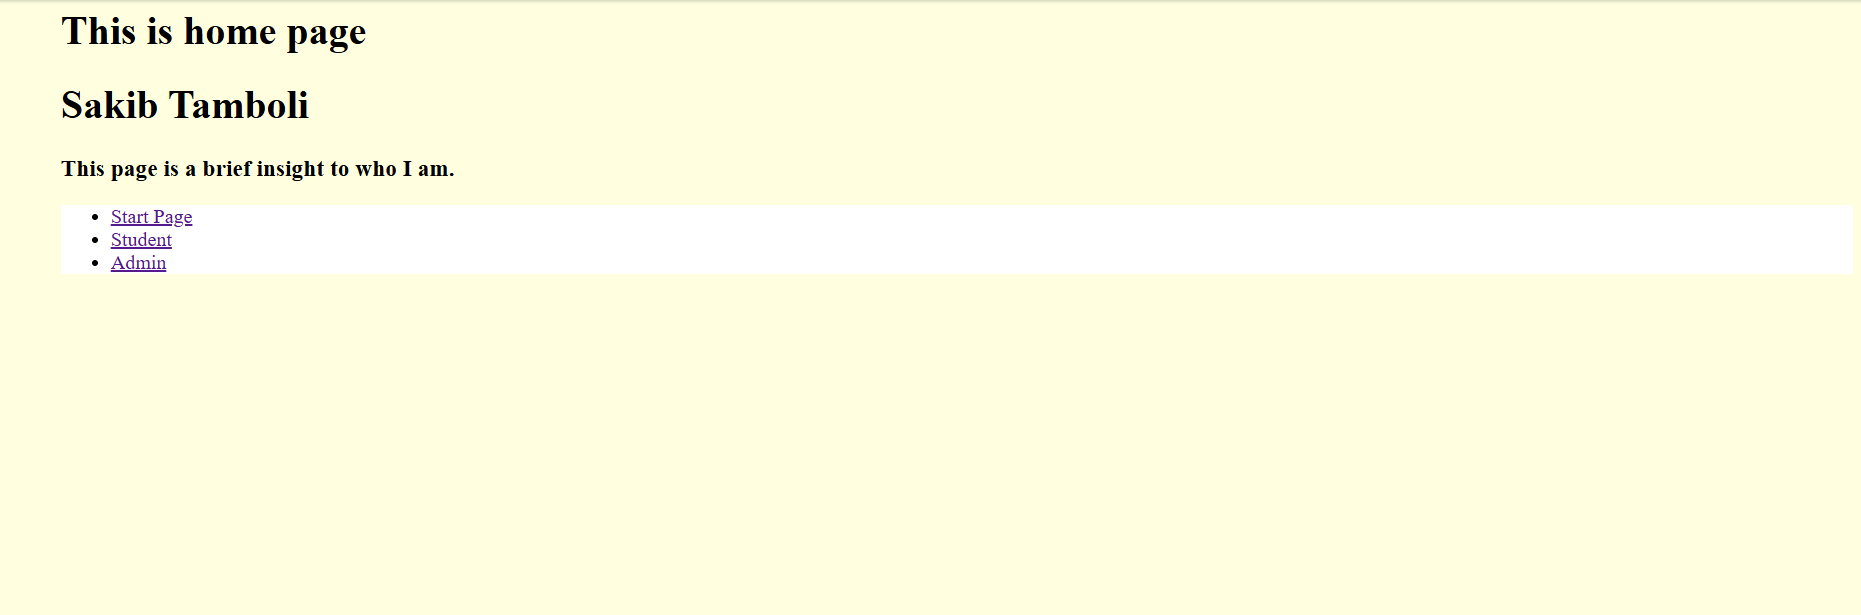 This is home page
Sakib Tamboli
This page is a brief insight to who I am.
Start Page
Student
Admin